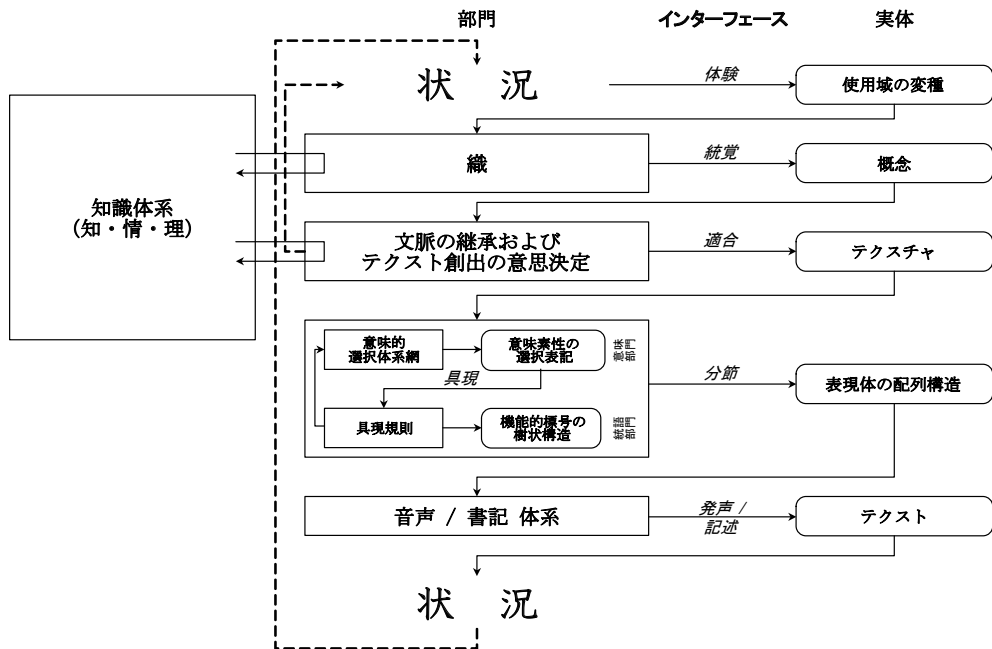 部門
インターフェース
実体
状 況
体験
使用域の変種
織
統覚
概念
知識体系
(知・情・理)
文脈の継承および
テクスト創出の意思決定
適合
テクスチャ
意味的
選択体系網
意味素性の
選択表記
意味
部門
具現
分節
表現体の配列構造
具現規則
機能的標号の
樹状構造
統語
部門
音声 / 書記 体系
発声 /
記述
テクスト
状 況